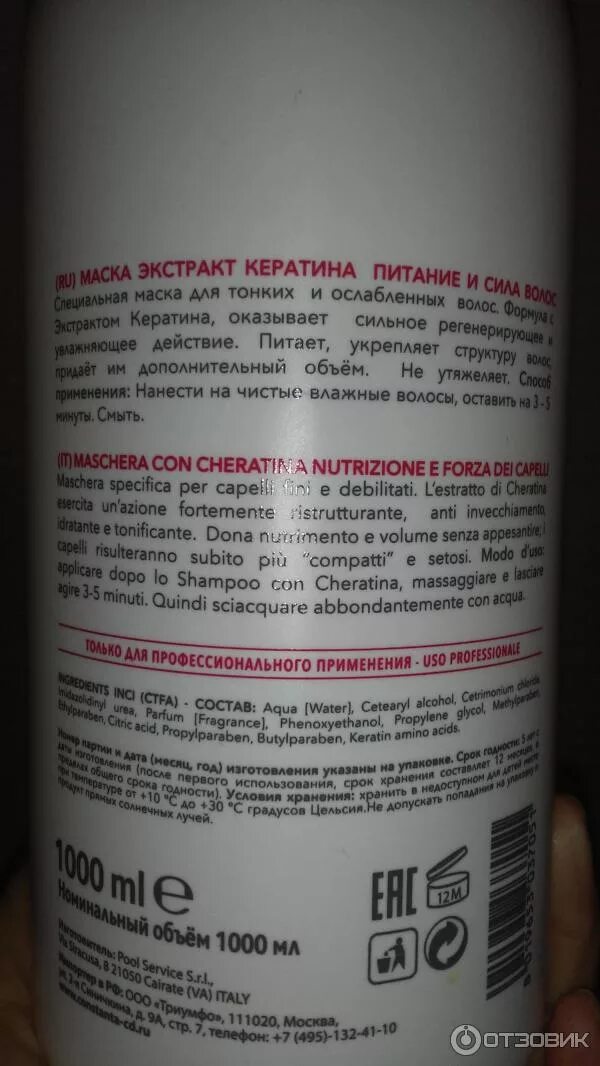 (RU) МАСКА ЭКСТРАКТ КЕРАТИНА ПИТАНИЕ И СИЛА ВОЛОС
Специальная маска для тонких и ослабленных волос. Формула с
Экстрактом Кератина, оказывает сильное регенерирующее и
увлажняющее действие. Питает, укрепляет структуру волос,
придаёт им дополнительный объём. Не утяжеляет. Способ
применения: Нанести на чистые влажные волосы, оставить на 3-5
минуты. Смыть.
(IT) MASCHERA CON CHERATINA NUTRIZIONE E FORZA DEI CAPELLI
Maschera specifica per capelli fini e debilitati. L'estratto di Cheratina
esercita un'azione fortemente ristrutturante, anti invecchiamento,
idratante e tonificante. Dona nutrimento e volume senza appesantire; i
capelli risulteranno subito più "compatti" e setosi. Modo d'uso:
applicare dopo lo Shampoo con Cheratina, massaggiare e lasciare
agire 3-5 minuti. Quindi sciacquare abbondantemente con acqua.
ТОЛЬКО ДЛЯ ПРОФЕССИОНАЛЬНОГО ПРИМЕНЕНИЯ - USO PROFESSIONALE
INGREDIENTS INCI (CTFA) - СОСТАВ: Aqua [Water], Cetearyl alcohol, Cetrimonium chloride,
Imidazolidinyl urea, Parfum [Fragrance], Phenoxyethanol, Propylene glycol, Methylparaben,
Ethylparaben, Citric acid, Propylparaben, Butylparaben, Keratin amino acids.
Номер партии и дата (месяц, год) изготовления указаны на упаковке. Срок годности: 5 лет с
даты изготовления (после первого использования, срок хранения составляет 12 месяцев, в
пределах общего срока годности). Условия хранения: хранить в недоступном для детей месте
при температуре от +10 °C до +30 °C градусов Цельсия. Не допускать попадания на упаковку и
продукт прямых солнечных лучей.
1000 ml e
Номинальный объём 1000 мл
EAC
12M
Изготовитель: Pool Service S.r.l.,
Via Siracusa, 8 21050 Cairate (VA) ITALY
Импортер в РФ: ООО «Триумфо», 111020, Москва,
ул. 2-я Синичкина, д. 9А, стр. 7, телефон: +7 (495)-132-41-10
www.constanta-cd.ru
ОТЗОВИК